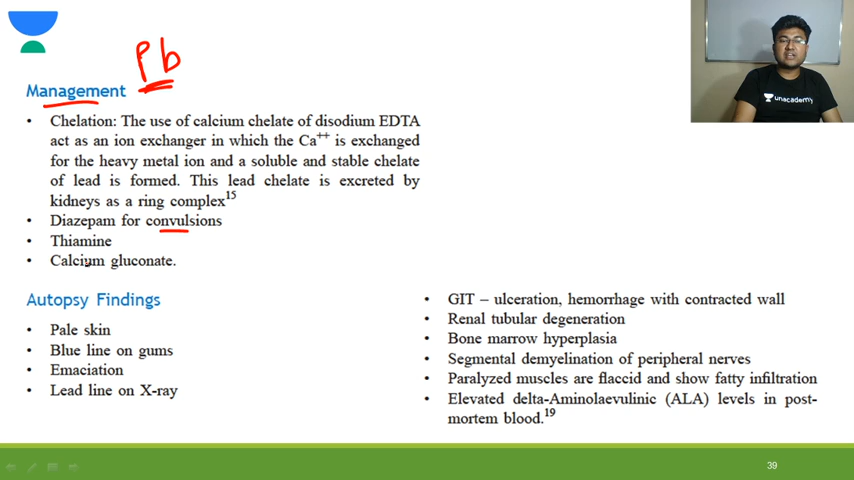 Pb
Management
• Chelation: The use of calcium chelate of disodium EDTA
act as an ion exchanger in which the Ca++ is exchanged
for the heavy metal ion and a soluble and stable chelate
of lead is formed. This lead chelate is excreted by
kidneys as a ring complex15
• Diazepam for convulsions
• Thiamine
• Calcium gluconate.
Autopsy Findings
• Pale skin
• Blue line on gums
• Emaciation
• Lead line on X-ray
• GIT – ulceration, hemorrhage with contracted wall
• Renal tubular degeneration
• Bone marrow hyperplasia
• Segmental demyelination of peripheral nerves
• Paralyzed muscles are flaccid and show fatty infiltration
• Elevated delta-Aminolaevulinic (ALA) levels in post-
mortem blood.19
unacademy
39